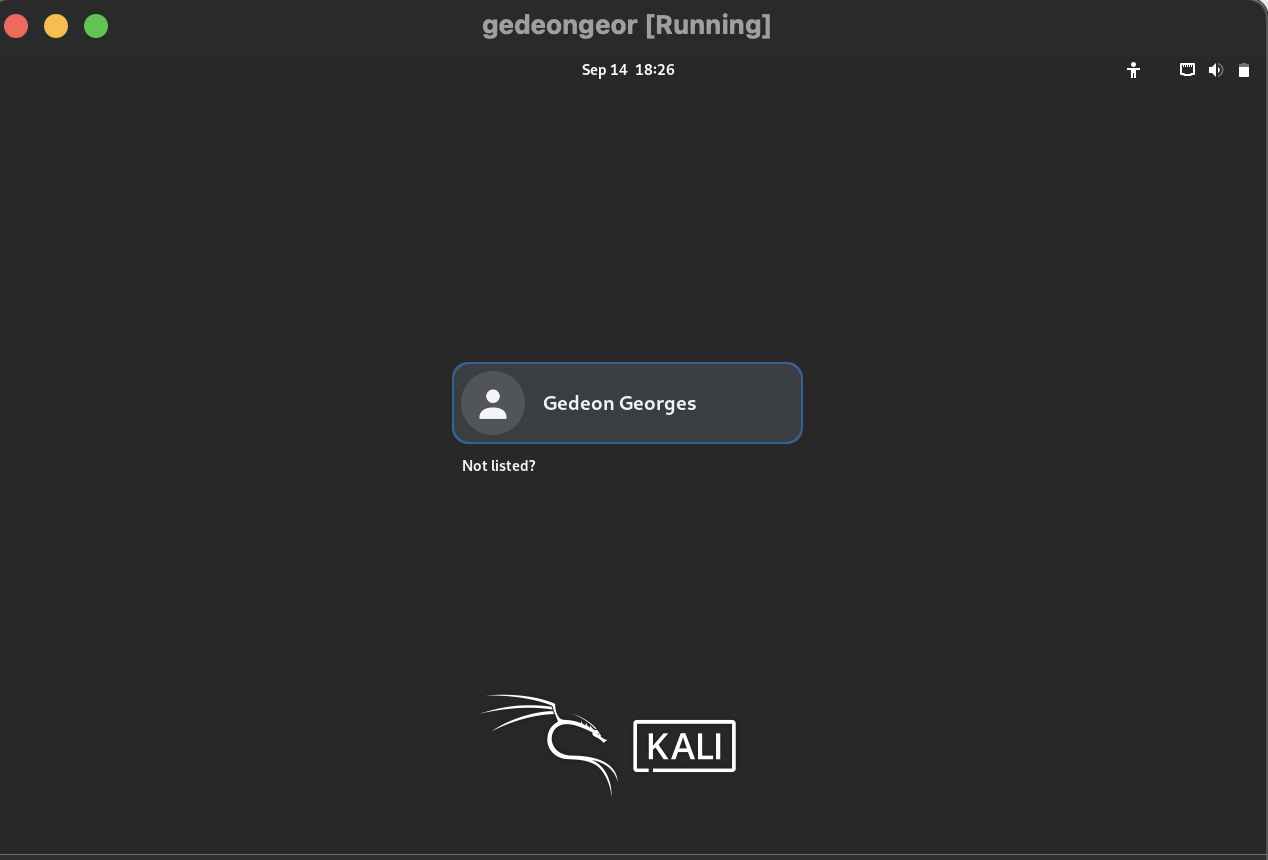 gedeongeor [Running]
Sep 14 18:26
Gedeon Georges
Not listed?
KALI